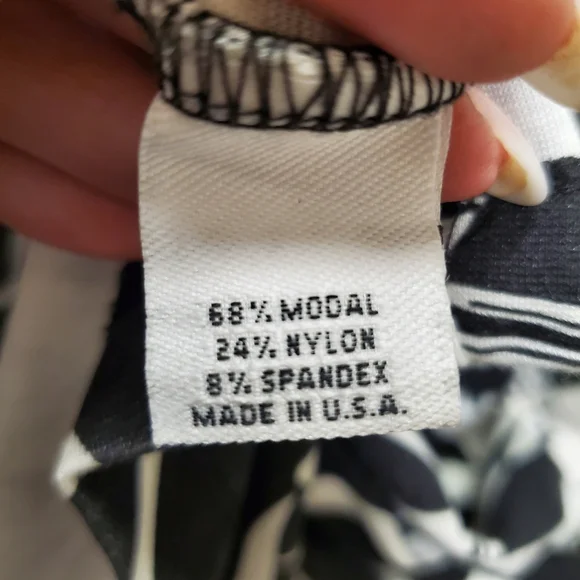 68% MODAL
24% NYLON
8% SPANDEX
MADE IN U.S.A.